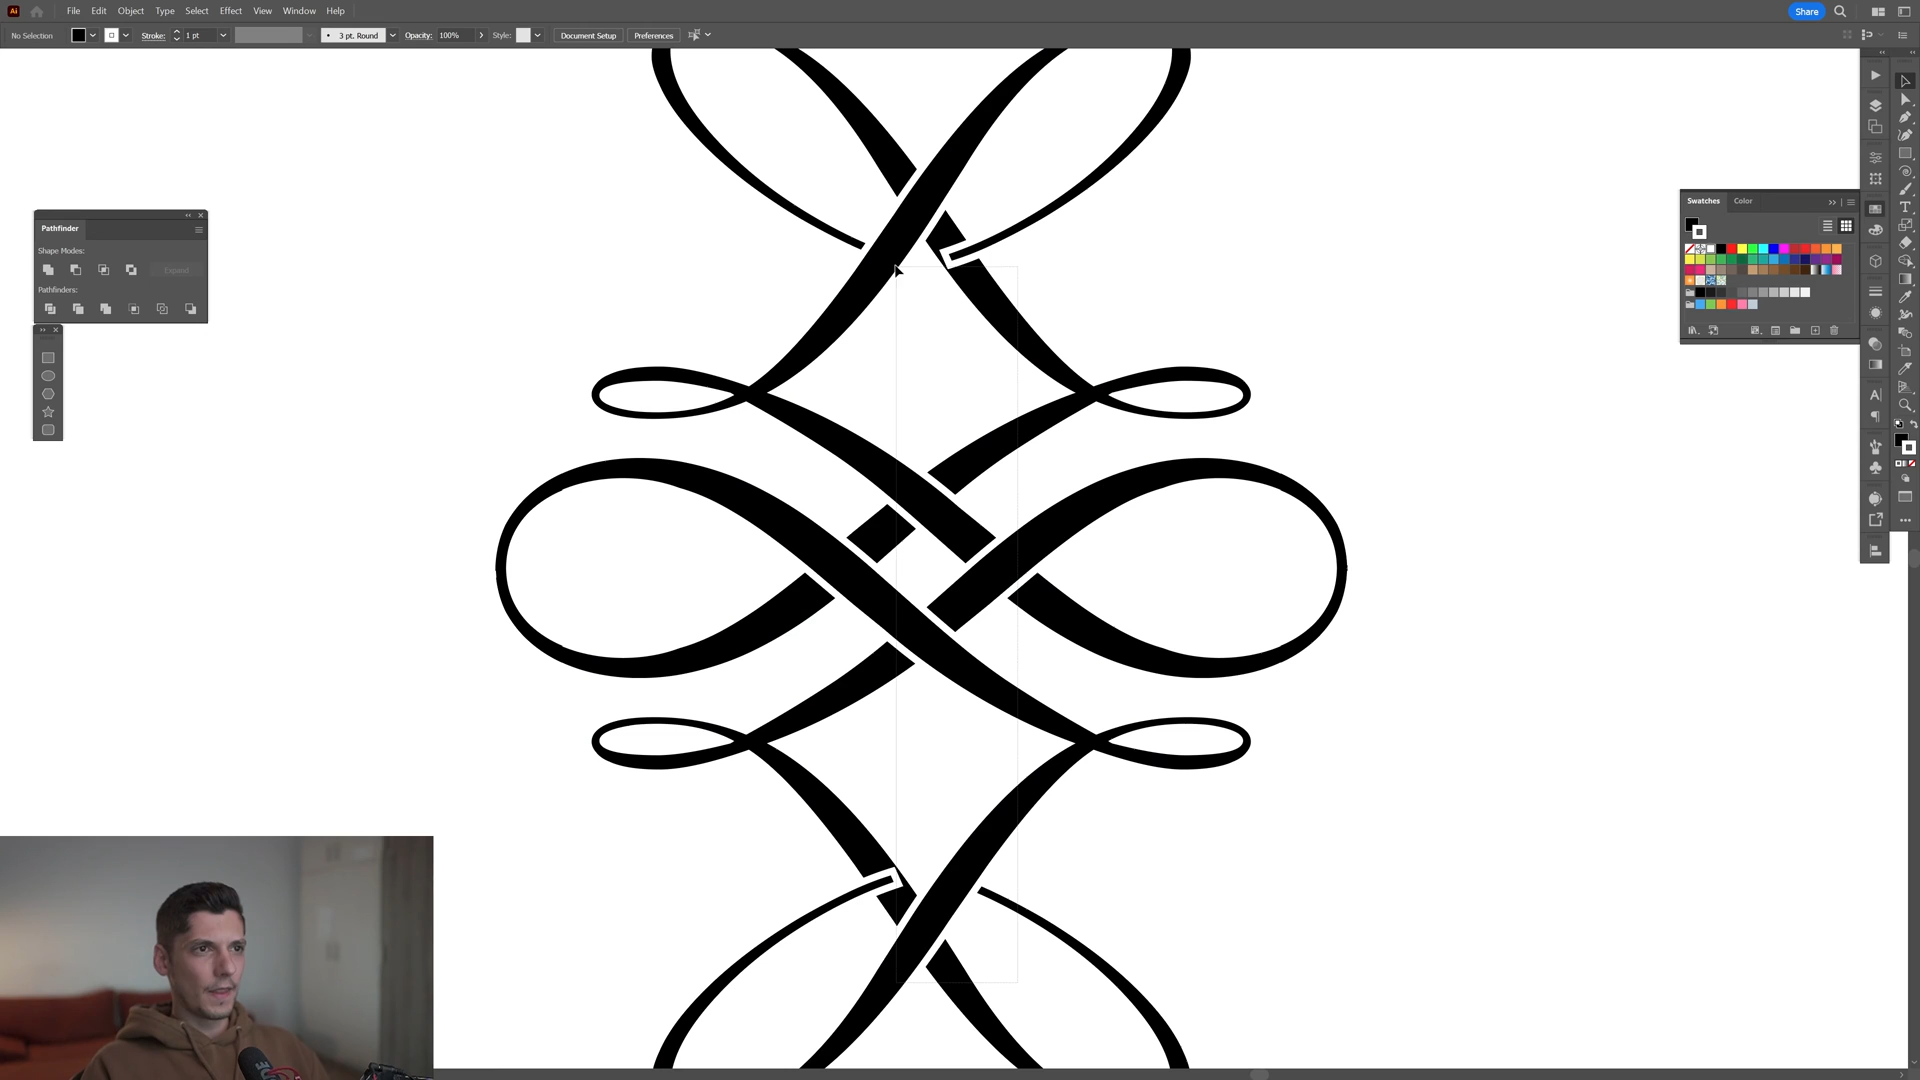 Ai File Edit Object Type Select Effect View Window Help Share
No Selection Stroke: 1 pt 3 pt. Round Opacity: 100% Style: Document Setup Preferences
Pathfinder
Shape Modes:
Expand
Pathfinders:
Swatches Color